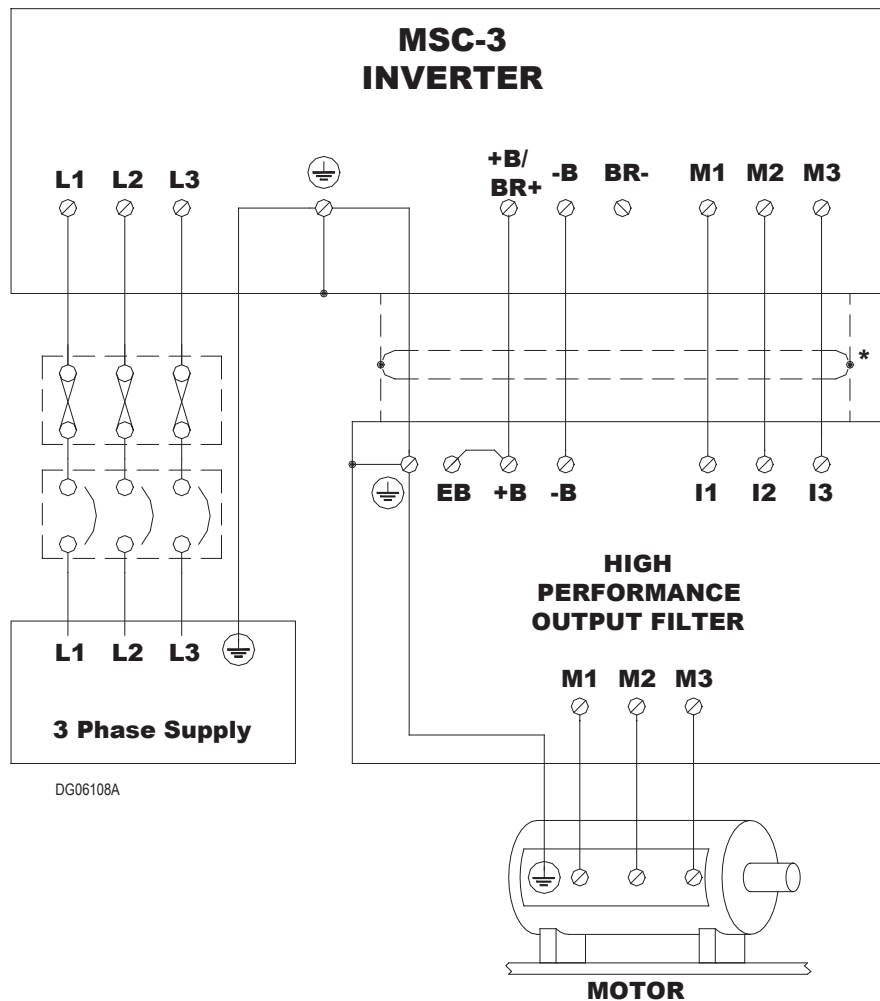 MSC-3
INVERTER
L1 L2 L3
+B/
BR+
-B BR- M1 M2 M3
*
EB +B -B I1 I2 I3
HIGH
PERFORMANCE
OUTPUT FILTER
L1 L2 L3
M1 M2 M3
3 Phase Supply
DG06108A
MOTOR